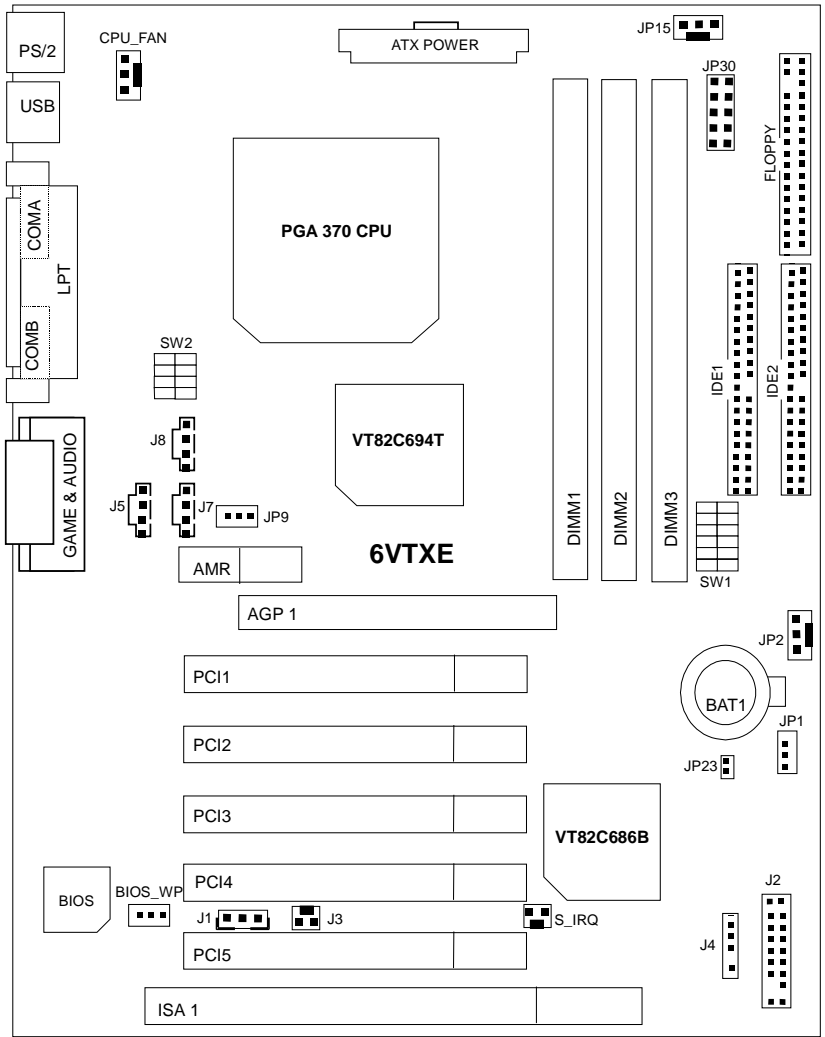 CPU_FAN
ATX POWER
JP15
PS/2
JP30
USB
FLOPPY
COMA
PGA 370 CPU
LPT
COMB
SW2
IDE1
IDE2
VT82C694T
J8
GAME & AUDIO
J5
J7
JP9
DIMM1
DIMM2
DIMM3
6VTXE
AMR
SW1
AGP 1
JP2
PCI1
BAT1
JP1
PCI2
JP23
PCI3
VT82C686B
PCI4
J2
BIOS
BIOS_WP
J1
J3
S_IRQ
J4
PCI5
ISA 1